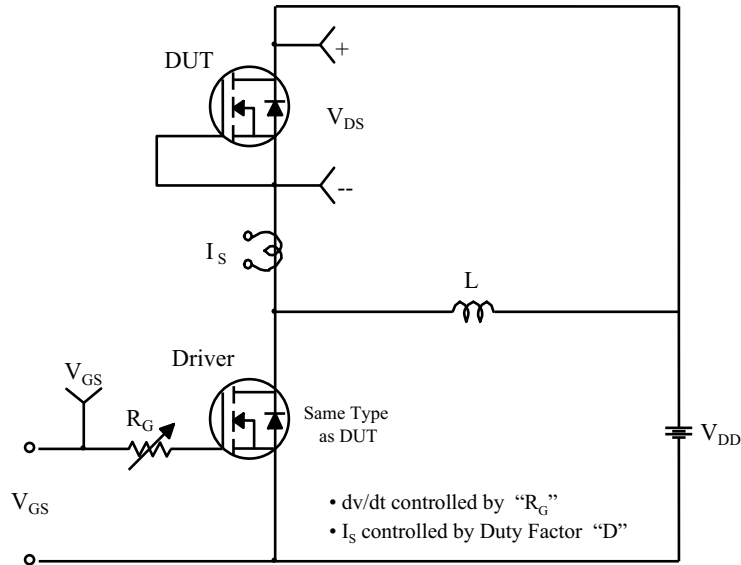 DUT
+
V_DS
--
I_S
L
Driver
V_GS
R_G
Same Type
as DUT
V_DD
V_GS
• dv/dt controlled by “R_G”
• I_S controlled by Duty Factor “D”